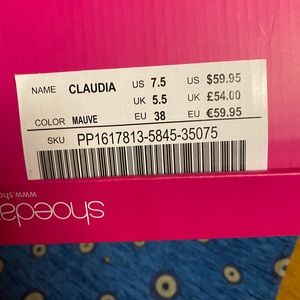 NAME CLAUDIA US 7.5 US $59.95
UK 5.5 UK £54.00
COLOR MAUVE EU 38 EU €59.95
SKU PP1617813-5845-35075
shoeda
www.sho